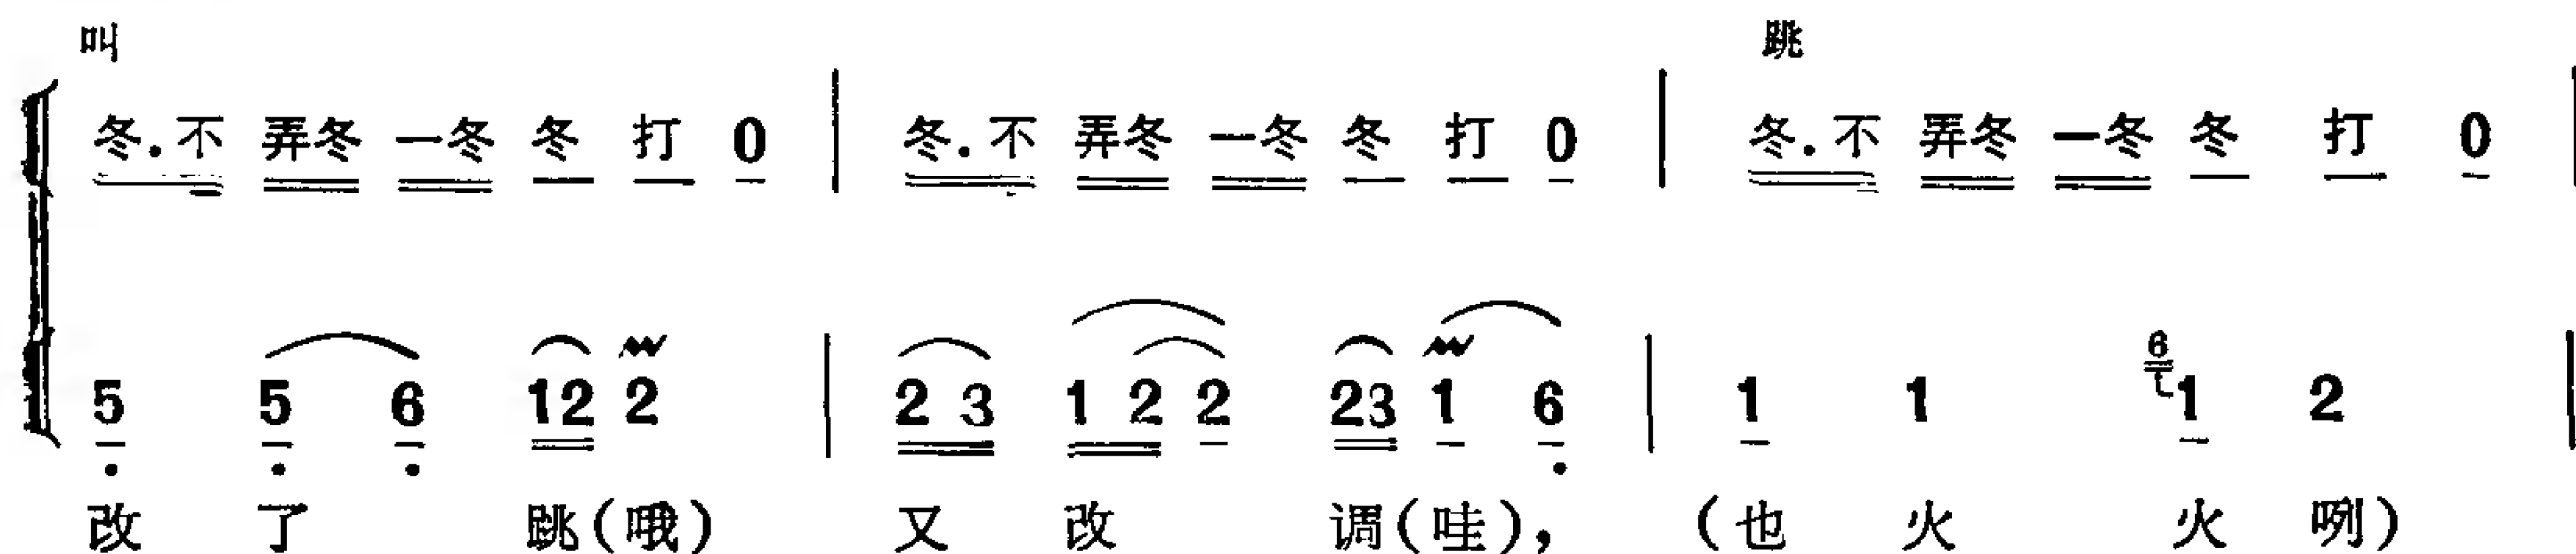 叫 跳
冬.不 弄冬 一冬 冬 打 0 | 冬.不 弄冬 一冬 冬 打 0 | 冬.不 弄冬 一冬 冬 打 0 |
5 5 6 12 2 | 2 3 1 2 2 23 1 6 | 1 1 6 1 2 |
改 了 跳(哦) 又 改 调(哇), (也 火 火 咧)